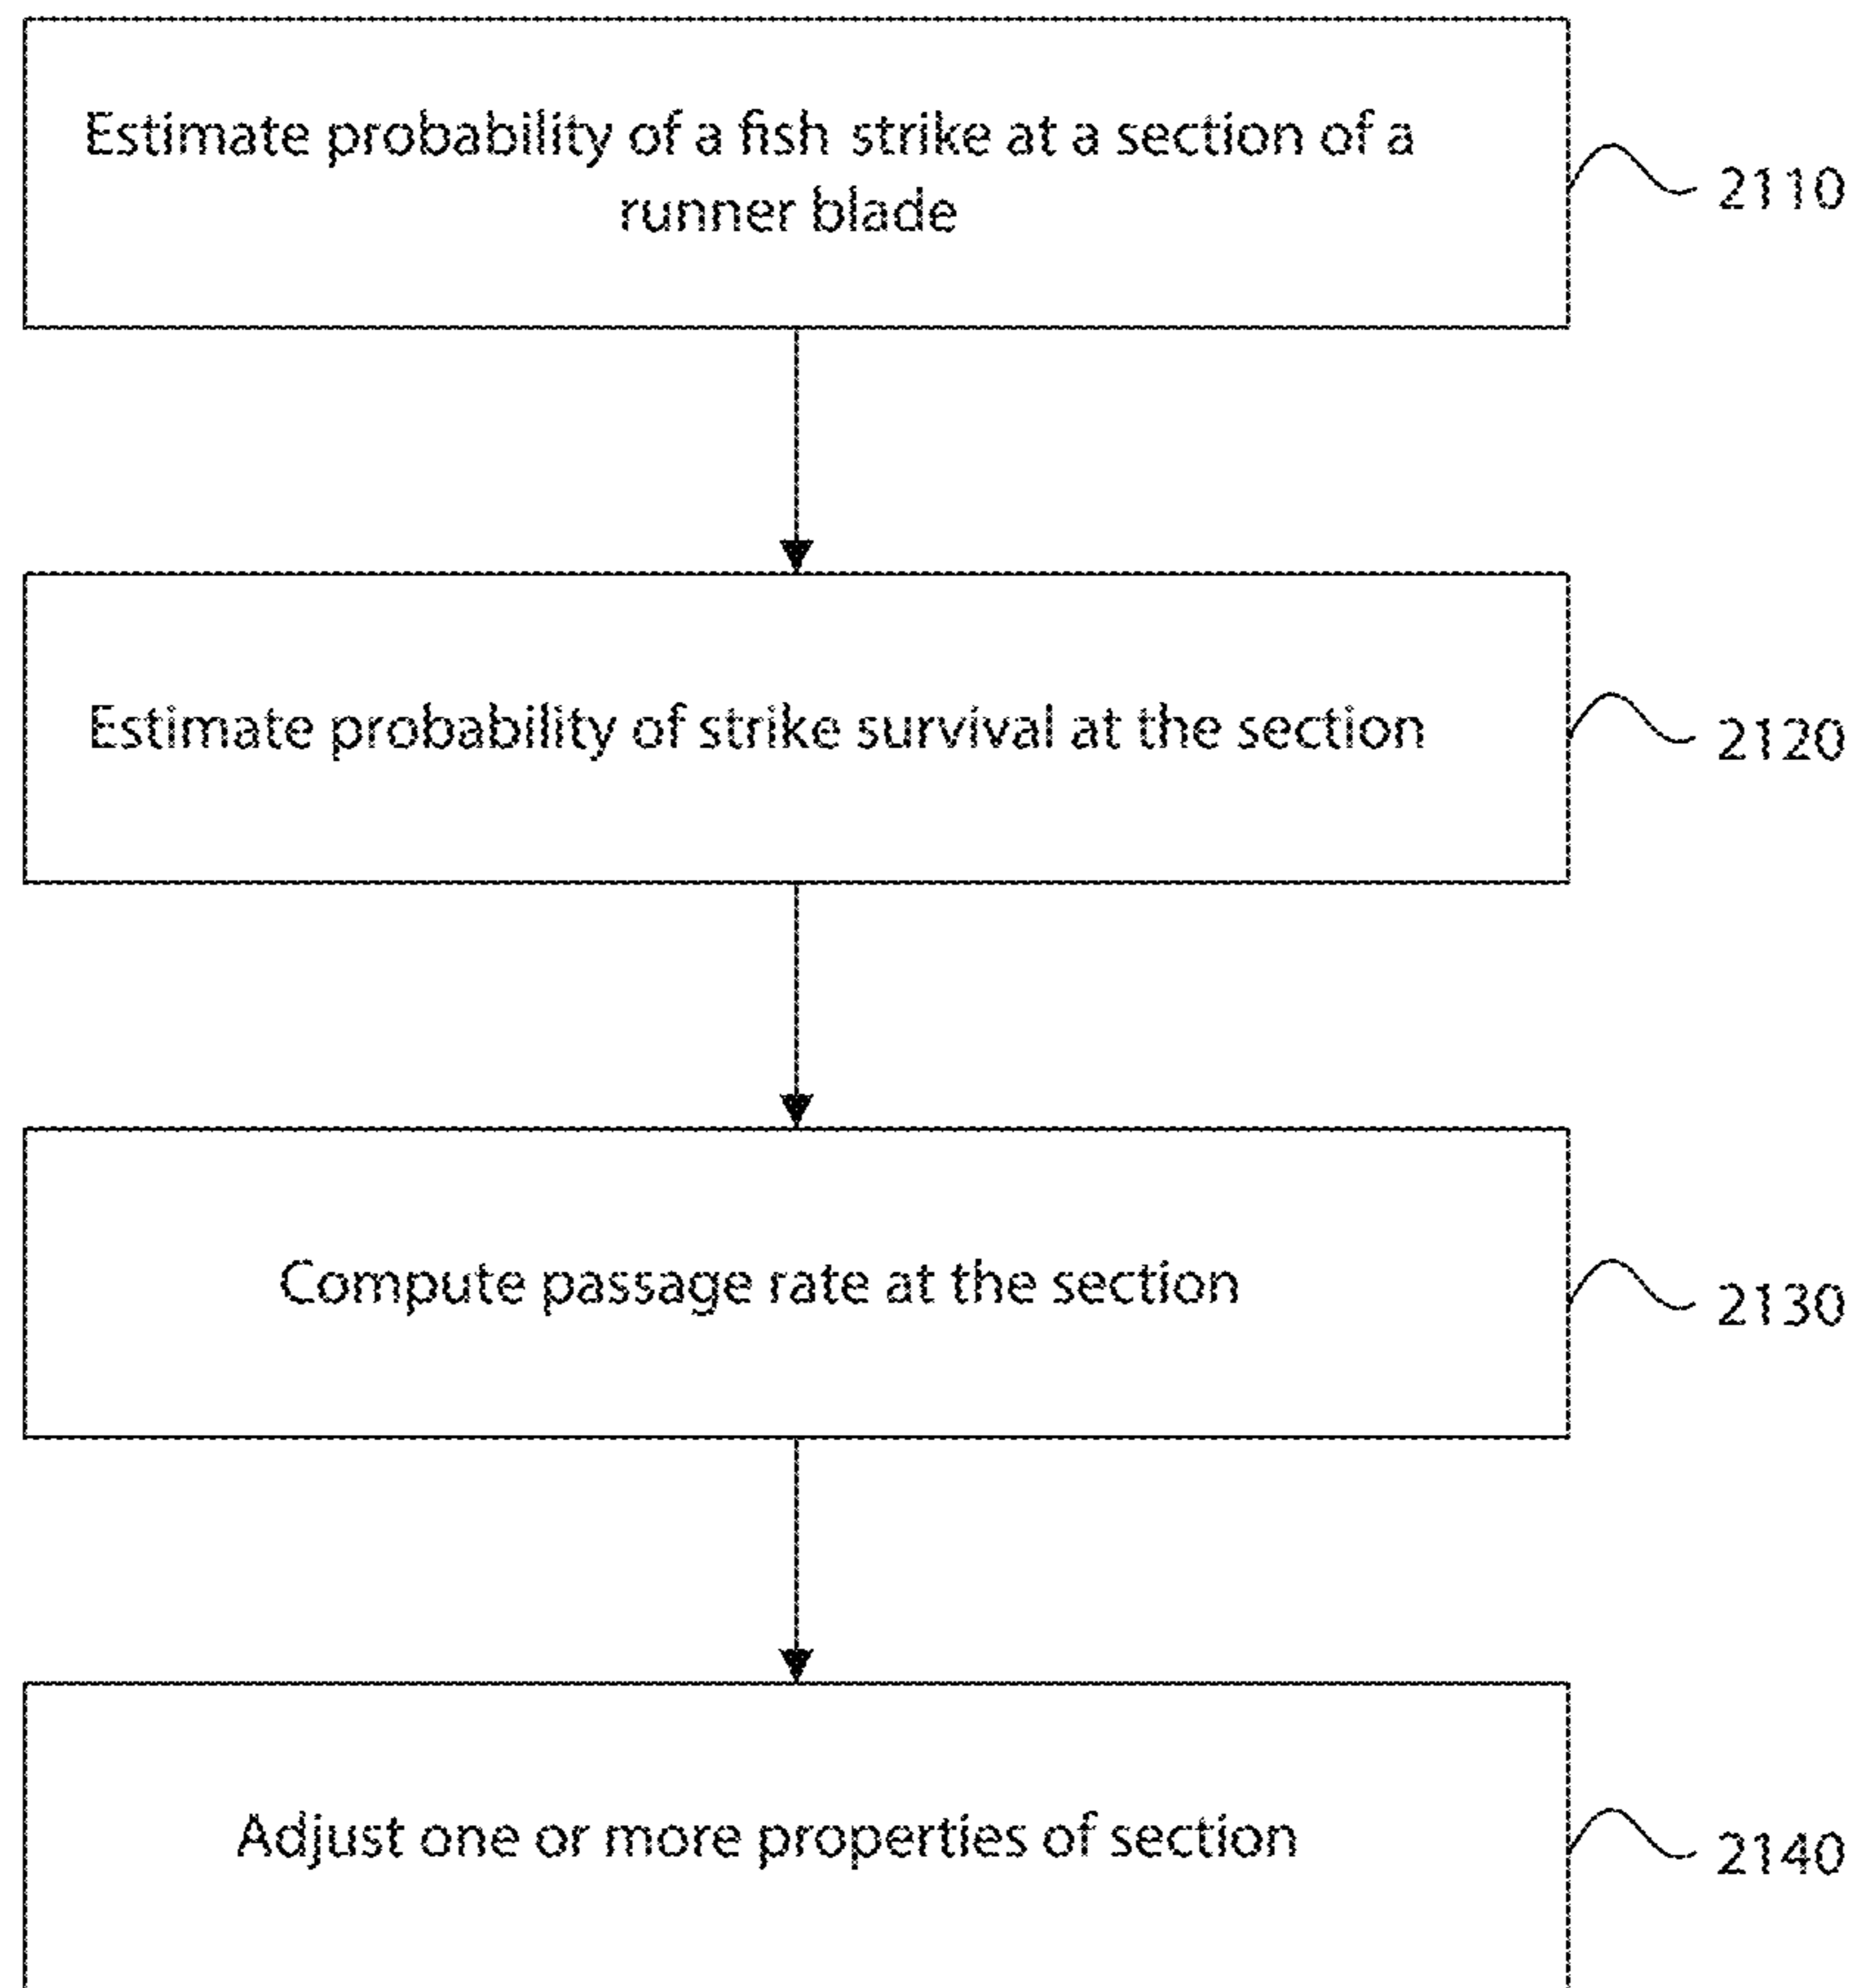 Estimate probability of a fish strike at a section of a
runner blade
2110
Estimate probability of strike survival at the section
2120
Compute passage rate at the section
2130
Adjust one or more properties of section
2140